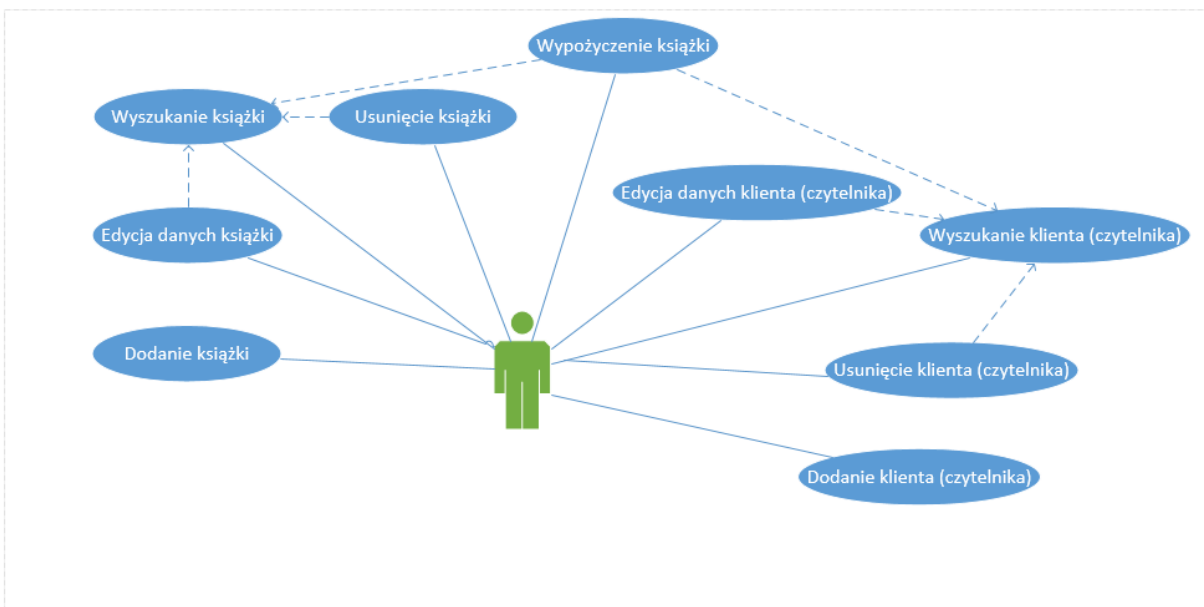 Wypożyczenie książki
Wyszukanie książki
Usunięcie książki
Edycja danych klienta (czytelnika)
Edycja danych książki
Wyszukanie klienta (czytelnika)
Dodanie książki
Usunięcie klienta (czytelnika)
Dodanie klienta (czytelnika)